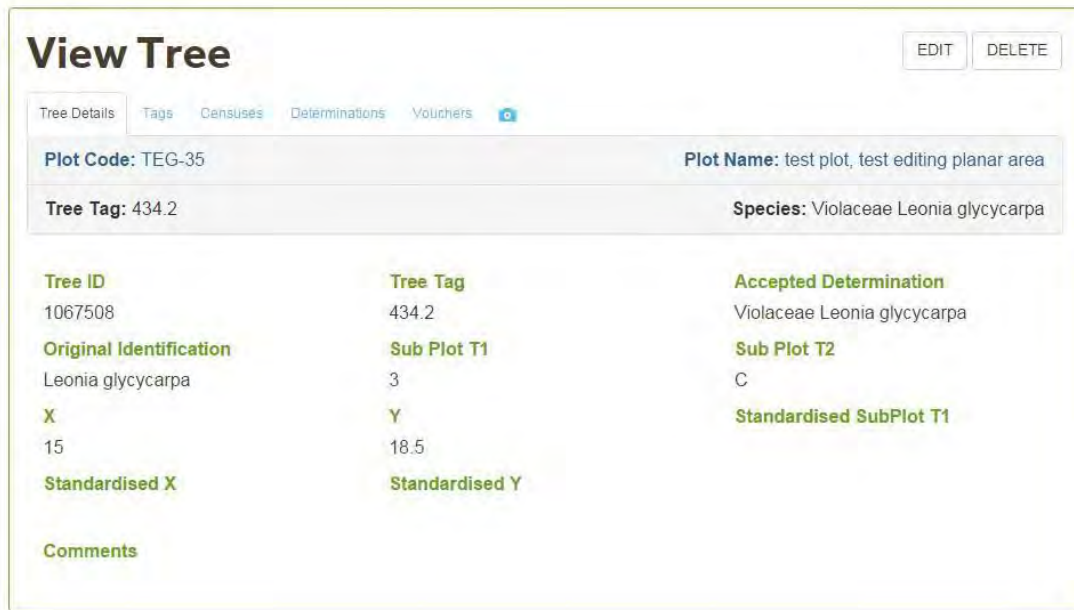 View Tree
EDIT DELETE
Tree Details Tags Censuses Determinations Vouchers
Plot Code: TEG-35 Plot Name: test plot, test editing planar area
Tree Tag: 434.2 Species: Violaceae Leonia glycycarpa
Tree ID Tree Tag Accepted Determination
1067508 434.2 Violaceae Leonia glycycarpa
Original Identification Sub Plot T1 Sub Plot T2
Leonia glycycarpa 3 C
X Y Standardised SubPlot T1
15 18.5
Standardised X Standardised Y
Comments